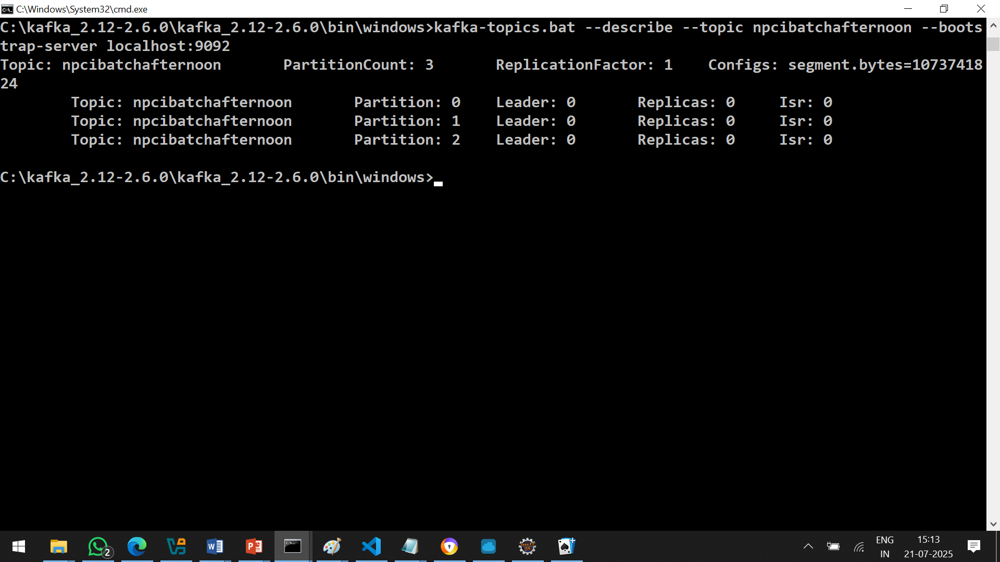 C:\Windows\System32\cmd.exe
C:\kafka_2.12-2.6.0\kafka_2.12-2.6.0\bin\windows>kafka-topics.bat --describe --topic npcibatchafternoon --boots
trap-server localhost:9092
Topic: npcibatchafternoon PartitionCount: 3 ReplicationFactor: 1 Configs: segment.bytes=10737418
24
Topic: npcibatchafternoon Partition: 0 Leader: 0 Replicas: 0 Isr: 0
Topic: npcibatchafternoon Partition: 1 Leader: 0 Replicas: 0 Isr: 0
Topic: npcibatchafternoon Partition: 2 Leader: 0 Replicas: 0 Isr: 0
C:\kafka_2.12-2.6.0\kafka_2.12-2.6.0\bin\windows>
2
ENG
IN
15:13
21-07-2025